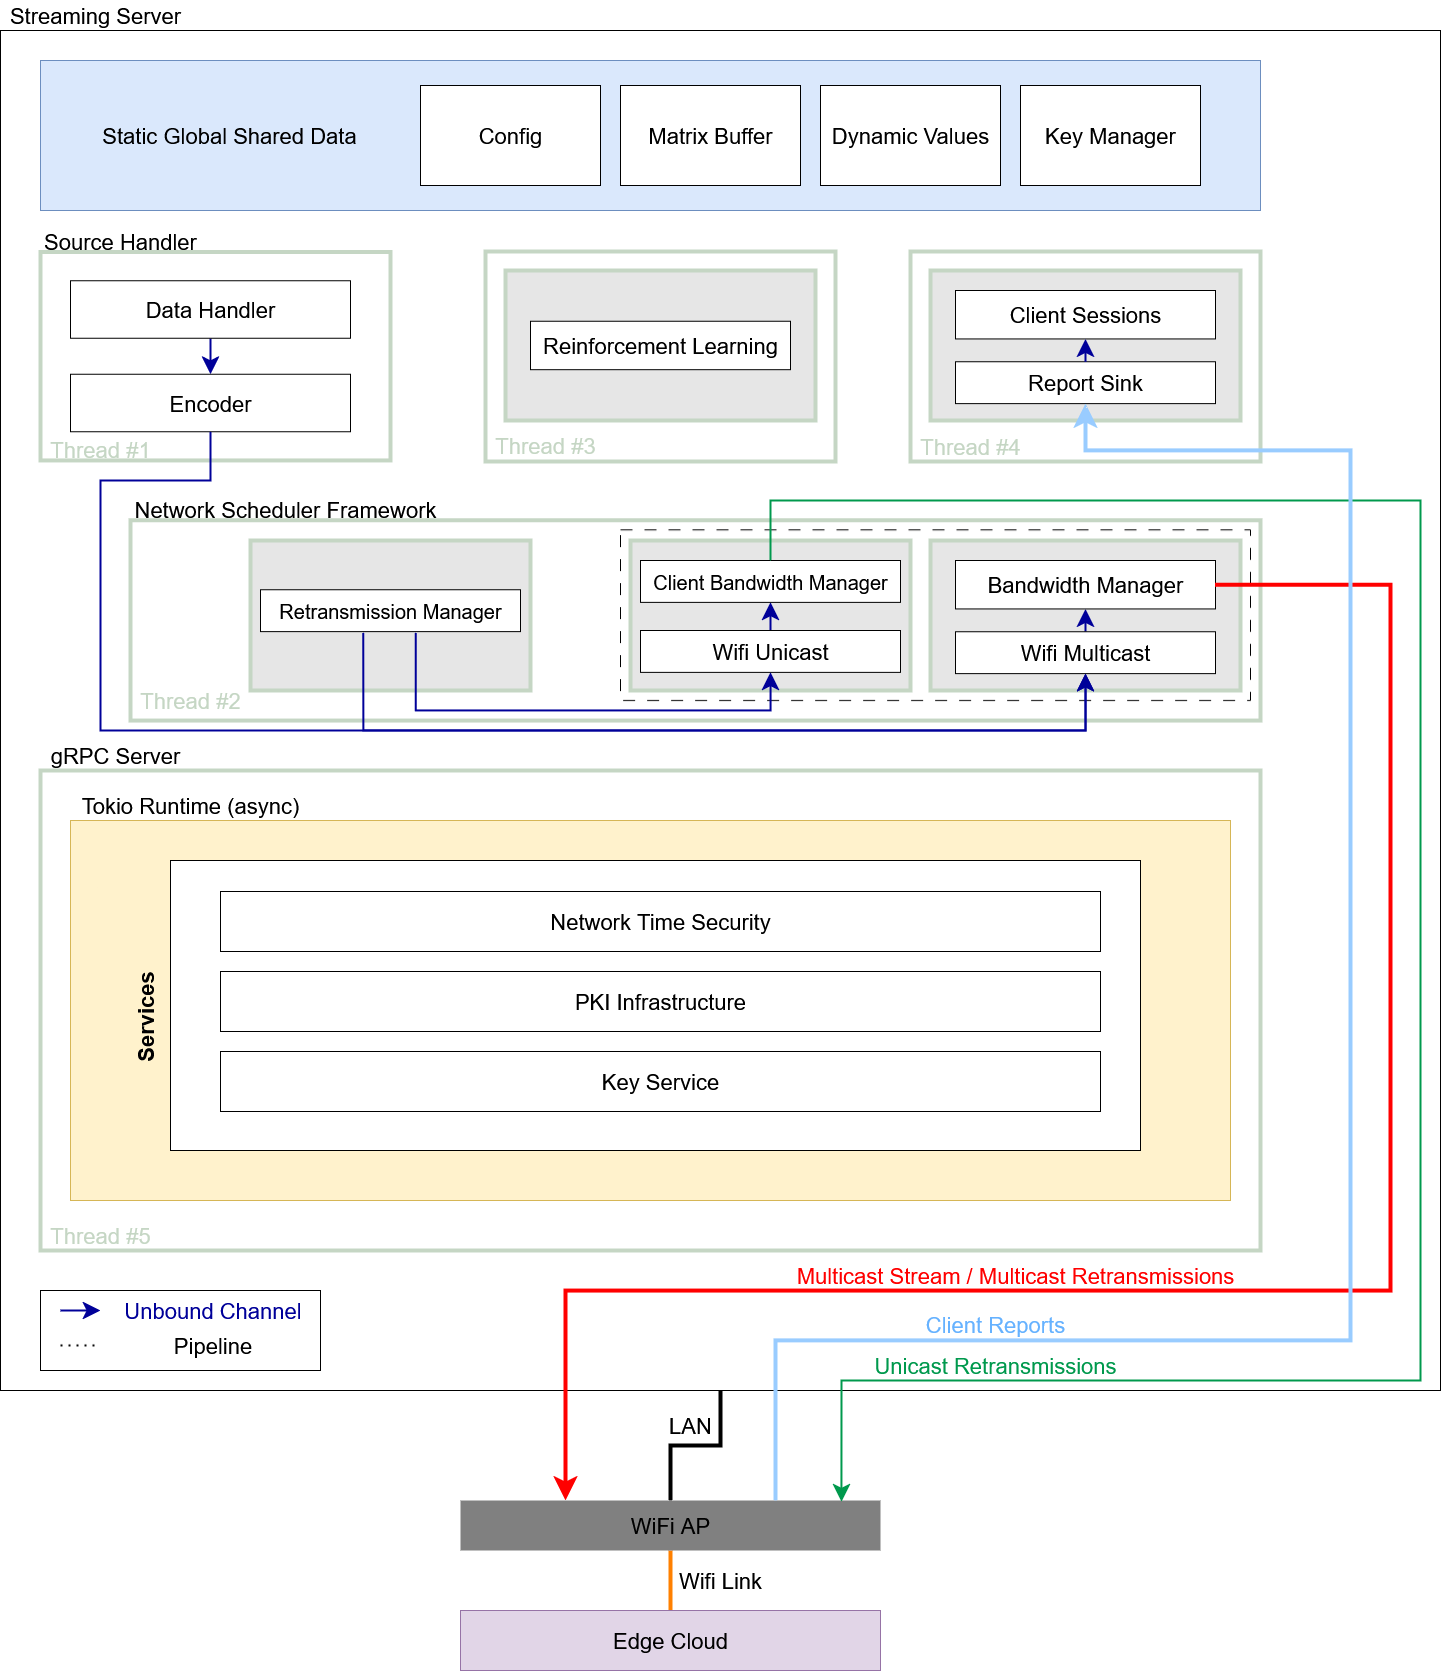 Streaming Server
Static Global Shared Data
Config
Matrix Buffer
Dynamic Values
Key Manager
Source Handler
Data Handler
Encoder
Thread #1
Reinforcement Learning
Thread #3
Client Sessions
Report Sink
Thread #4
Network Scheduler Framework
Retransmission Manager
Client Bandwidth Manager
Wifi Unicast
Bandwidth Manager
Wifi Multicast
Thread #2
gRPC Server
Tokio Runtime (async)
Services
Network Time Security
PKI Infrastructure
Key Service
Thread #5
Multicast Stream / Multicast Retransmissions
Unbound Channel
Pipeline
Client Reports
Unicast Retransmissions
LAN
WiFi AP
Wifi Link
Edge Cloud